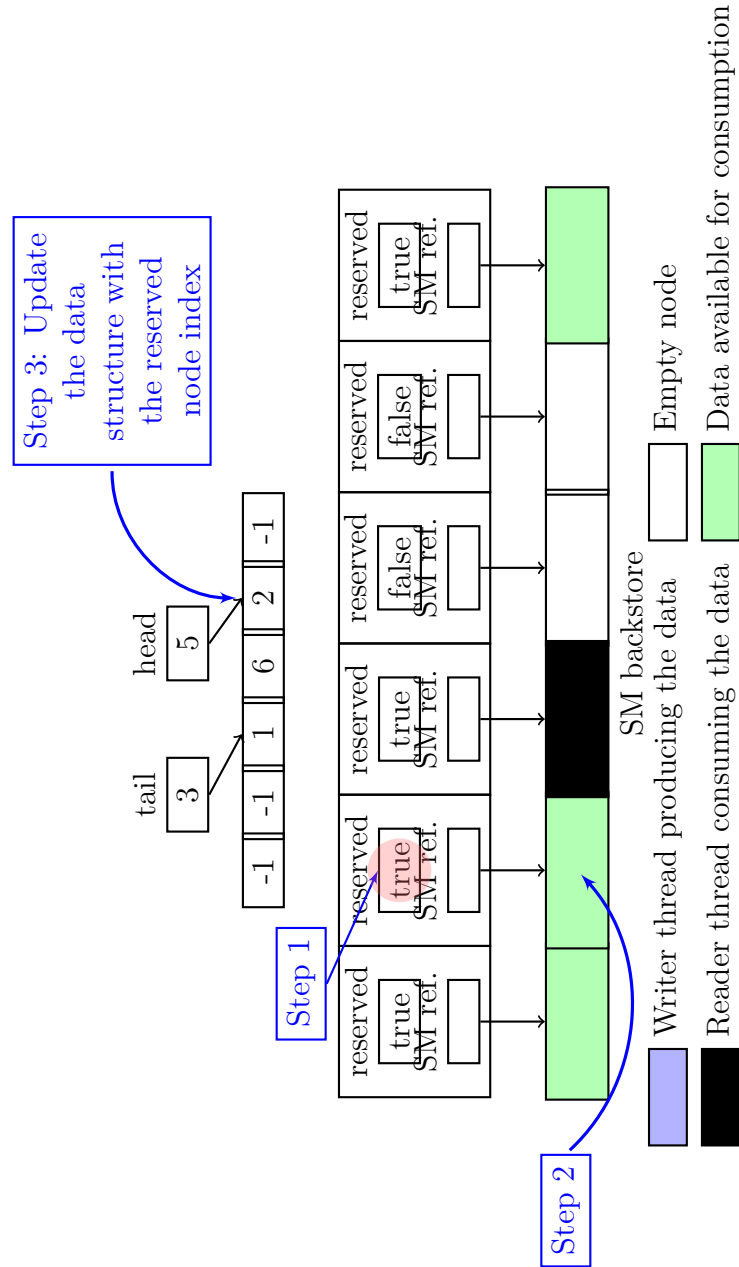 Step 3: Update
the data
structure with
the reserved
node index
tail
head
3
5
-1
-1
1
6
2
-1
Step 1
reserved
true
SM ref.
reserved
true
SM ref.
reserved
true
SM ref.
reserved
false
SM ref.
reserved
false
SM ref.
reserved
true
SM ref.
Step 2
SM backstore
Writer thread producing the data
Empty node
Reader thread consuming the data
Data available for consumption